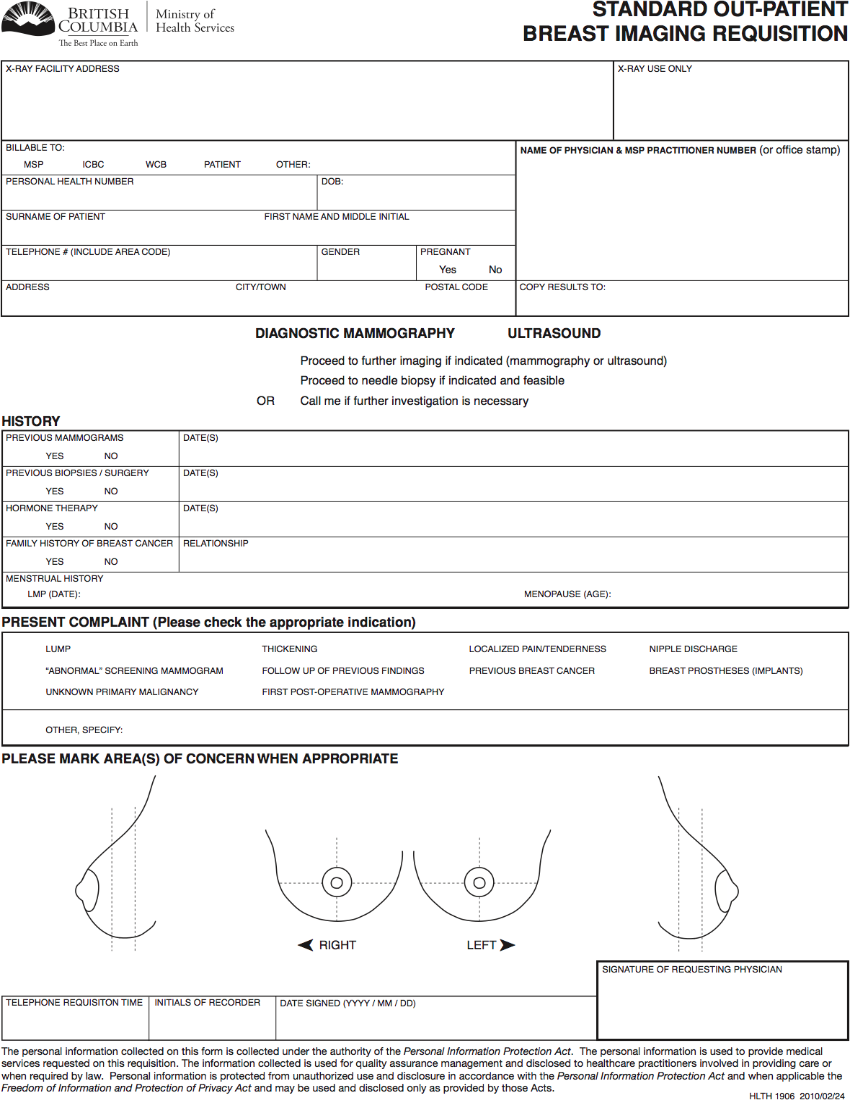 BRITISH COLUMBIA
The Best Place on Earth
Ministry of
Health Services
STANDARD OUT-PATIENT
BREAST IMAGING REQUISITION
X-RAY FACILITY ADDRESS
X-RAY USE ONLY
BILLABLE TO:
MSP ICBC WCB PATIENT OTHER:
NAME OF PHYSICIAN & MSP PRACTITIONER NUMBER (or office stamp)
PERSONAL HEALTH NUMBER DOB:
SURNAME OF PATIENT FIRST NAME AND MIDDLE INITIAL
TELEPHONE # (INCLUDE AREA CODE) GENDER PREGNANT
Yes No
ADDRESS CITY/TOWN POSTAL CODE COPY RESULTS TO:
DIAGNOSTIC MAMMOGRAPHY ULTRASOUND
Proceed to further imaging if indicated (mammography or ultrasound)
Proceed to needle biopsy if indicated and feasible
OR Call me if further investigation is necessary
HISTORY
PREVIOUS MAMMOGRAMS DATE(S)
YES NO
PREVIOUS BIOPSIES / SURGERY DATE(S)
YES NO
HORMONE THERAPY DATE(S)
YES NO
FAMILY HISTORY OF BREAST CANCER RELATIONSHIP
YES NO
MENSTRUAL HISTORY
LMP (DATE): MENOPAUSE (AGE):
PRESENT COMPLAINT (Please check the appropriate indication)
LUMP THICKENING LOCALIZED PAIN/TENDERNESS NIPPLE DISCHARGE
"ABNORMAL" SCREENING MAMMOGRAM FOLLOW UP OF PREVIOUS FINDINGS PREVIOUS BREAST CANCER BREAST PROSTHESES (IMPLANTS)
UNKNOWN PRIMARY MALIGNANCY FIRST POST-OPERATIVE MAMMOGRAPHY
OTHER, SPECIFY:
PLEASE MARK AREA(S) OF CONCERN WHEN APPROPRIATE
RIGHT LEFT
SIGNATURE OF REQUESTING PHYSICIAN
TELEPHONE REQUISITON TIME INITIALS OF RECORDER DATE SIGNED (YYYY / MM / DD)
The personal information collected on this form is collected under the authority of the Personal Information Protection Act. The personal information is used to provide medical
services requested on this requisition. The information collected is used for quality assurance management and disclosed to healthcare practitioners involved in providing care or
when required by law. Personal information is protected from unauthorized use and disclosure in accordance with the Personal Information Protection Act and when applicable the
Freedom of Information and Protection of Privacy Act and may be used and disclosed only as provided by those Acts.
HLTH 1906 2010/02/24